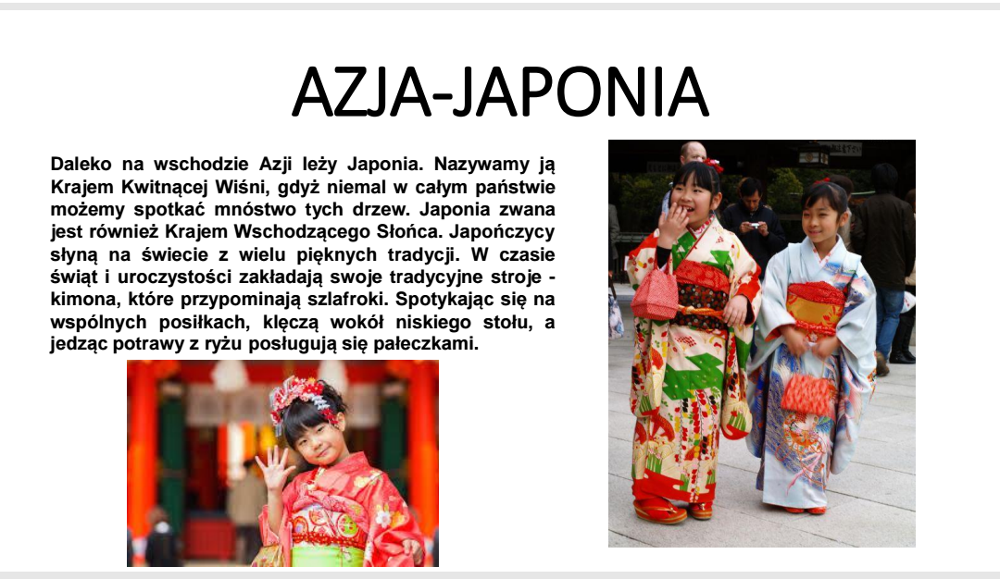 AZJA-JAPONIA
Daleko na wschodzie Azji leży Japonia. Nazywamy ją
Krajem Kwitnącej Wiśni, gdyż niemal w całym państwie
możemy spotkać mnóstwo tych drzew. Japonia zwana
jest również Krajem Wschodzącego Słońca. Japończycy
słyną na świecie z wielu pięknych tradycji. W czasie
świąt i uroczystości zakładają swoje tradycyjne stroje -
kimona, które przypominają szlafroki. Spotykając się na
wspólnych posiłkach, klęczą wokół niskiego stołu, a
jedząc potrawy z ryżu posługują się pałeczkami.